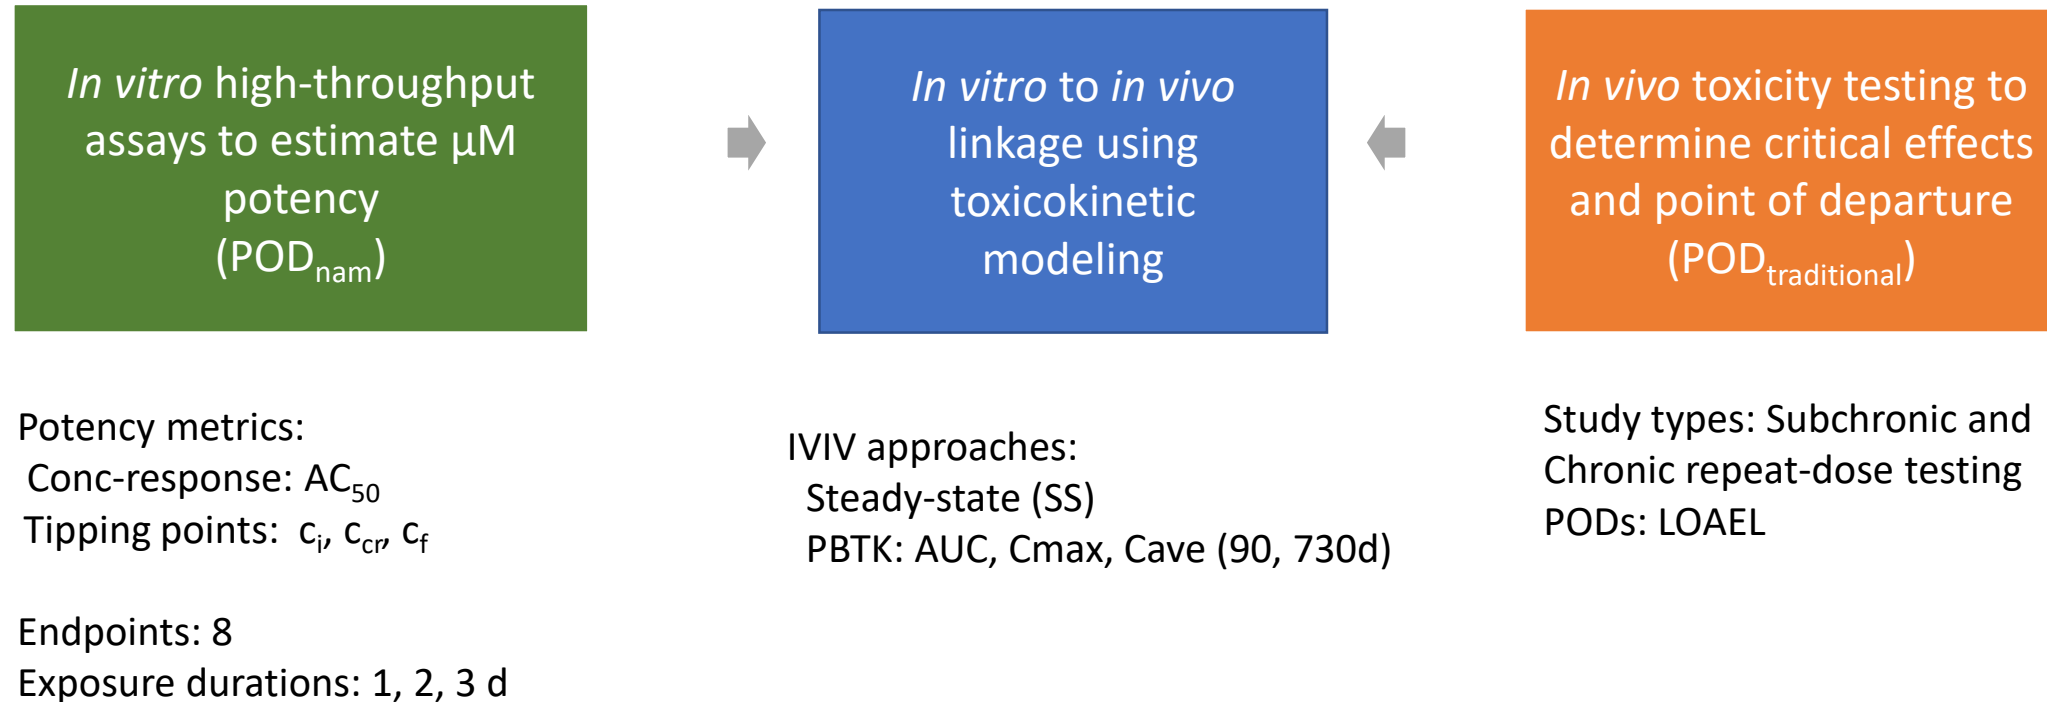 In vitro high-throughput
assays to estimate µM
potency
(PODnam)
In vitro to in vivo
linkage using
toxicokinetic
modeling
In vivo toxicity testing to
determine critical effects
and point of departure
(PODtraditional)
Potency metrics:
Conc-response: AC50
Tipping points: ci, ccr, cf
Endpoints: 8
Exposure durations: 1, 2, 3 d
IVIV approaches:
Steady-state (SS)
PBTK: AUC, Cmax, Cave (90, 730d)
Study types: Subchronic and
Chronic repeat-dose testing
PODs: LOAEL